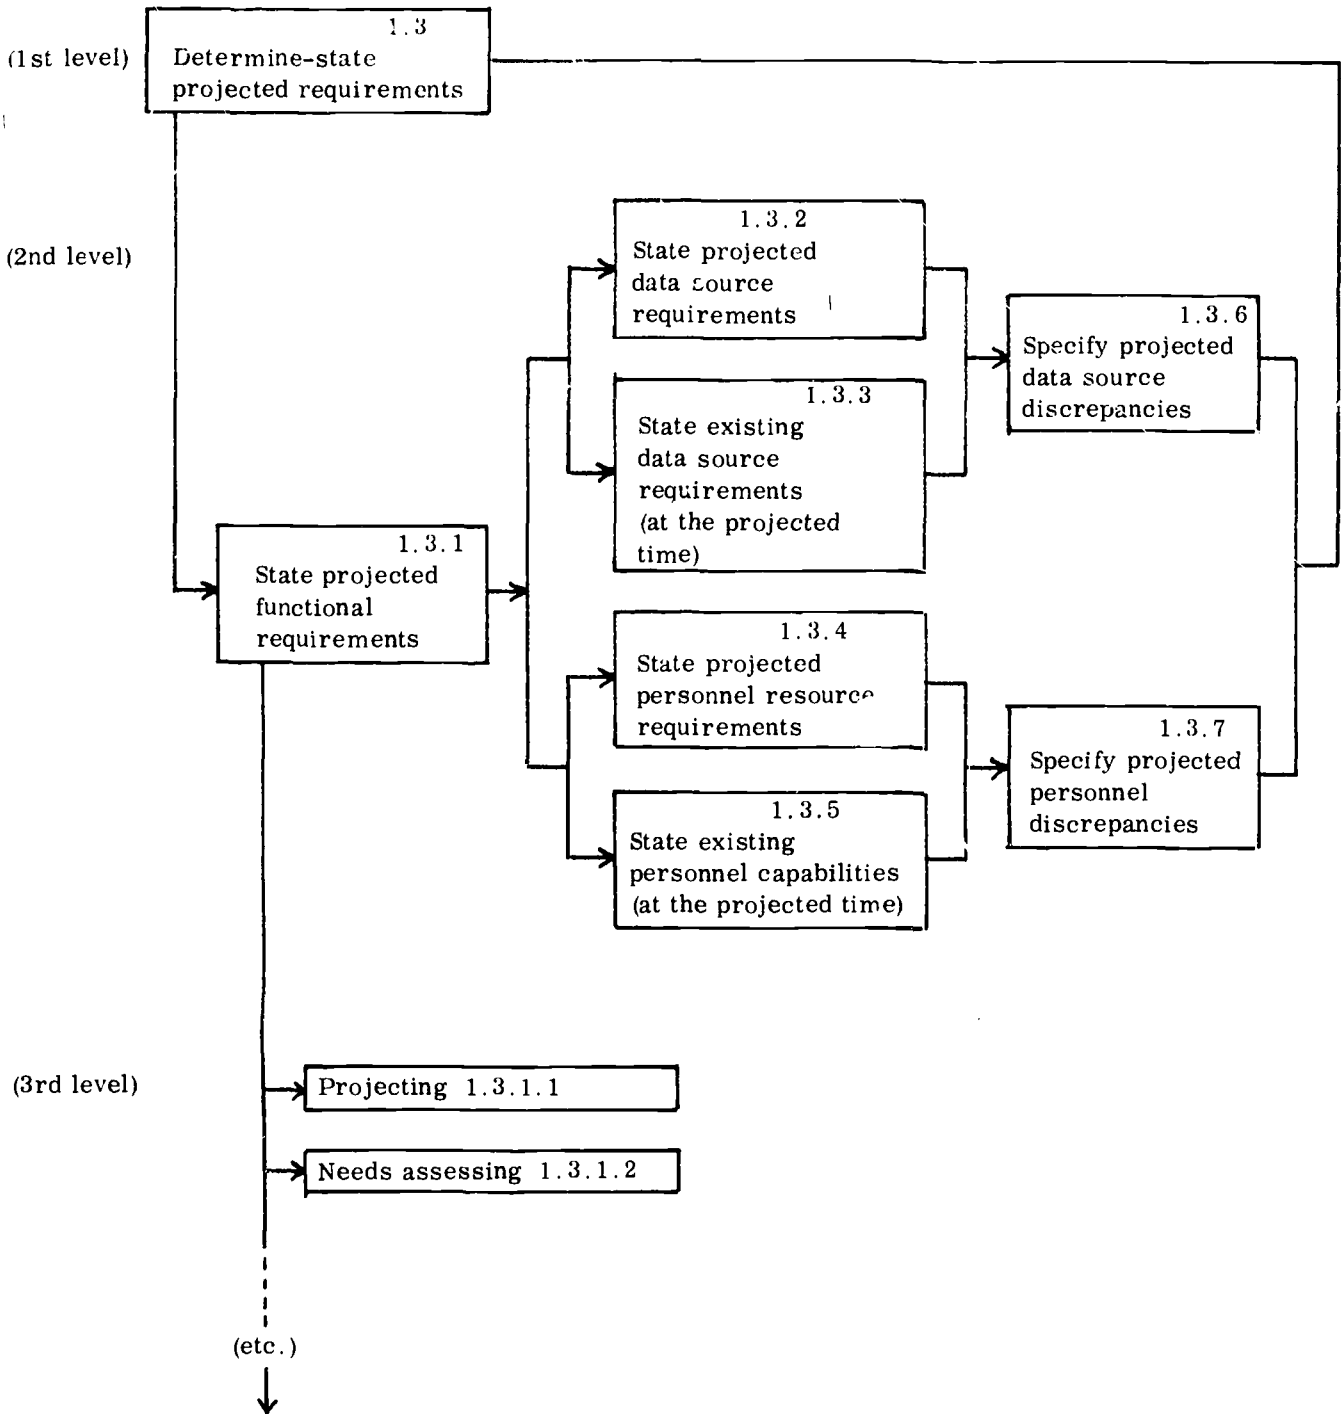 1.3
(1st level)
Determine-state
projected requirements
(2nd level)
1.3.2
State projected
data source
requirements
1.3.3
State existing
data source
requirements
(at the projected
time)
1.3.6
Specify projected
data source
discrepancies
1.3.1
State projected
functional
requirements
1.3.4
State projected
personnel resource
requirements
1.3.5
State existing
personnel capabilities
(at the projected time)
1.3.7
Specify projected
personnel
discrepancies
(3rd level)
Projecting 1.3.1.1
Needs assessing 1.3.1.2
(etc.)